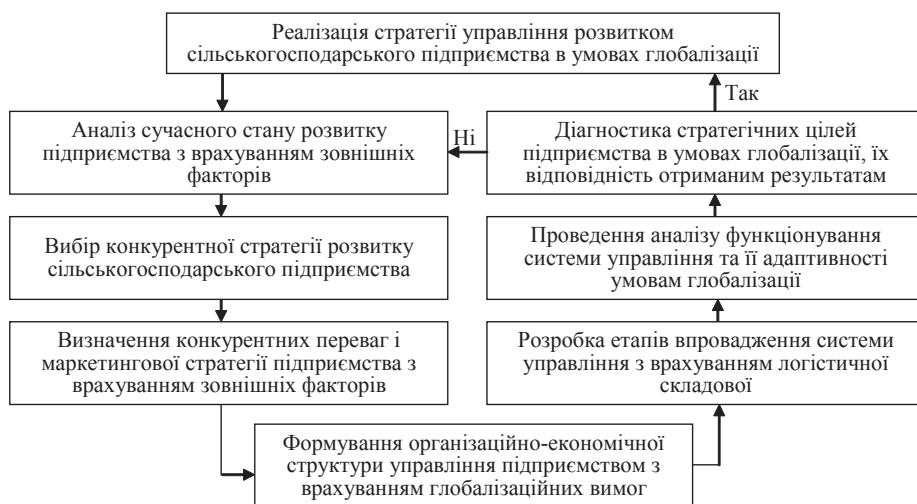 Реалізація стратегії управління розвитком
сільськогосподарського підприємства в умовах глобалізації
Так
Аналіз сучасного стану розвитку
підприємства з врахуванням зовнішніх
факторів
Ні
Діагностика стратегічних цілей
підприємства в умовах глобалізації, їх
відповідність отриманим результатам
Вибір конкурентної стратегії розвитку
сільськогосподарського підприємства
Проведення аналізу функціонування
системи управління та її адаптивності
умовам глобалізації
Визначення конкурентних переваг і
маркетингової стратегії підприємства з
врахуванням зовнішніх факторів
Розробка етапів впровадження системи
управління з врахуванням логістичної
складової
Формування організаційно-економічної
структури управління підприємством з
врахуванням глобалізаційних вимог